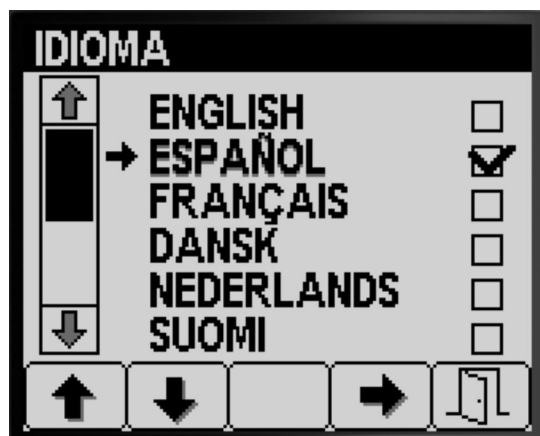 IDIOMA
ENGLISH
ESPAÑOL
FRANÇAIS
DANSK
NEDERLANDS
SUOMI